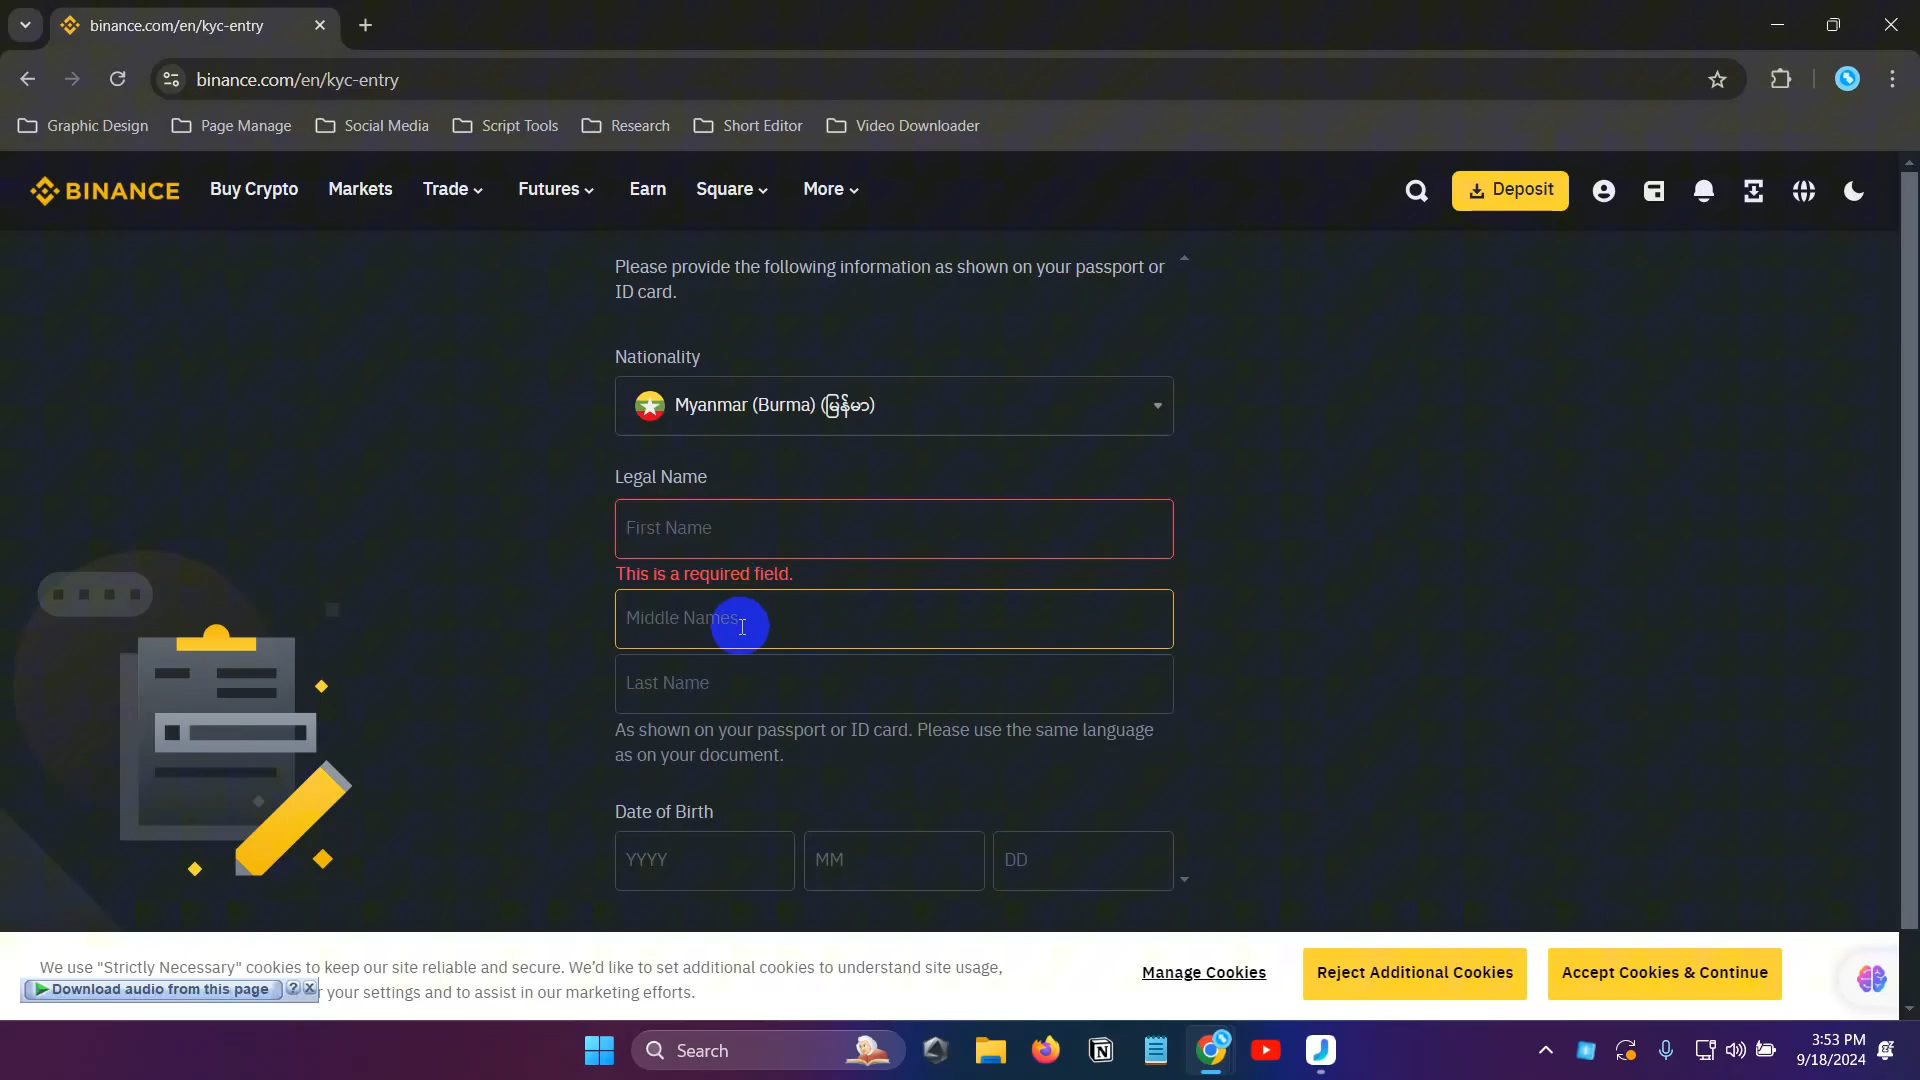 binance.com/en/kyc-entry
binance.com/en/kyc-entry
Graphic Design Page Manage Social Media Script Tools Research Short Editor Video Downloader
BINANCE Buy Crypto Markets Trade Futures Earn Square More Deposit
Please provide the following information as shown on your passport or
ID card.
Nationality
Myanmar (Burma) (မြန်မာ)
Legal Name
First Name
This is a required field.
Middle Names
Last Name
As shown on your passport or ID card. Please use the same language
as on your document.
Date of Birth
YYYY MM DD
We use "Strictly Necessary" cookies to keep our site reliable and secure. We'd like to set additional cookies to understand site usage,
Download audio from this page ? X r your settings and to assist in our marketing efforts.
Manage Cookies Reject Additional Cookies Accept Cookies & Continue
Search
3:53 PM
9/18/2024